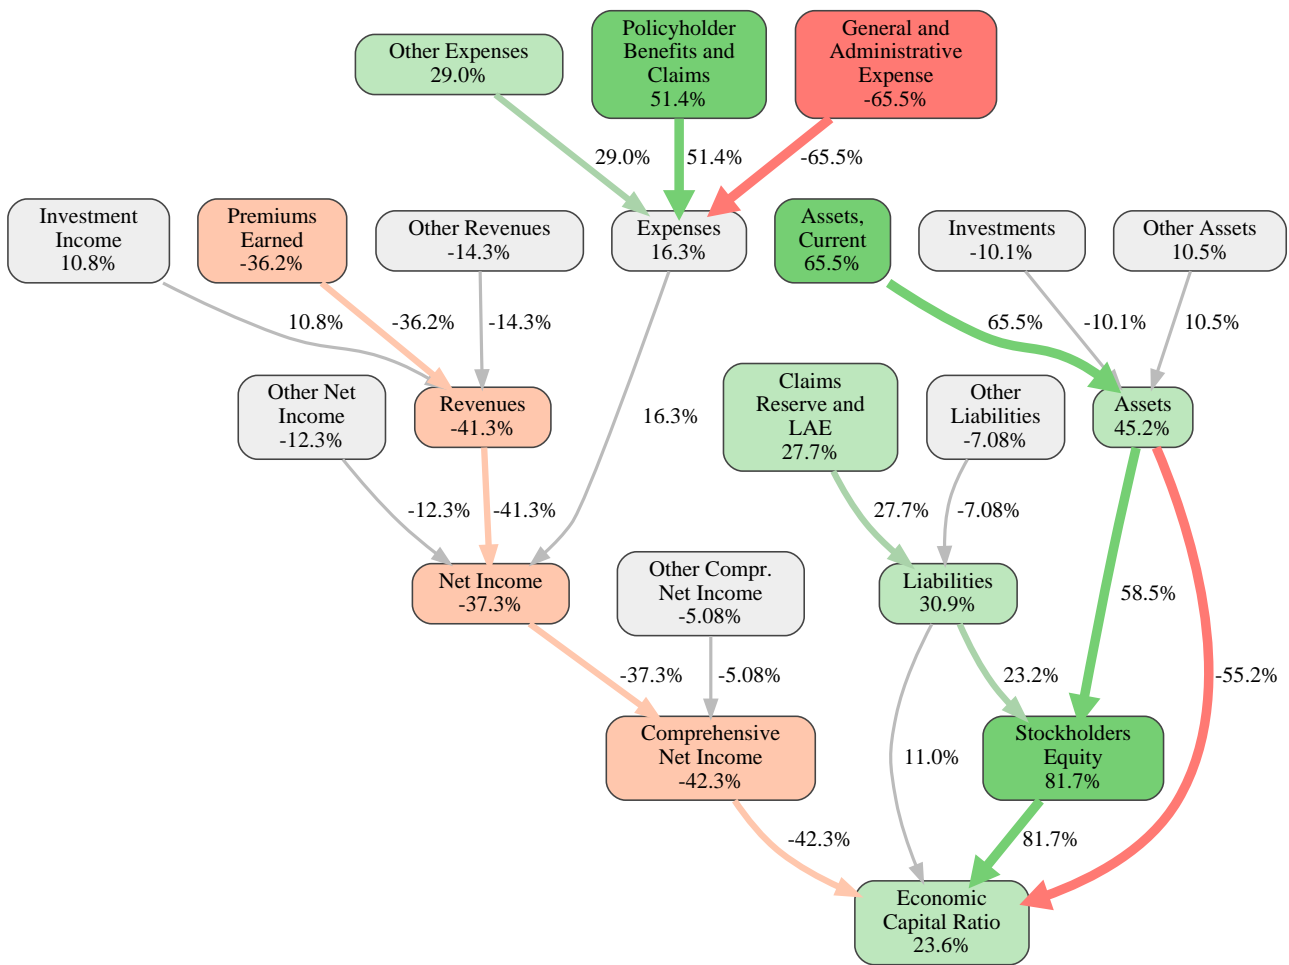 Other Expenses
29.0%
Policyholder
Benefits and
Claims
51.4%
General and
Administrative
Expense
-65.5%
29.0%
51.4%
-65.5%
Investment
Income
10.8%
Premiums
Earned
-36.2%
Other Revenues
-14.3%
Expenses
16.3%
Assets,
Current
65.5%
Investments
-10.1%
Other Assets
10.5%
10.8%
-36.2%
-14.3%
65.5%
-10.1%
10.5%
Other Net
Income
-12.3%
Revenues
-41.3%
16.3%
Claims
Reserve and
LAE
27.7%
Other
Liabilities
-7.08%
Assets
45.2%
-12.3%
-41.3%
27.7%
-7.08%
Net Income
-37.3%
Other Compr.
Net Income
-5.08%
Liabilities
30.9%
58.5%
-37.3%
-5.08%
23.2%
-55.2%
Comprehensive
Net Income
-42.3%
11.0%
Stockholders
Equity
81.7%
-42.3%
81.7%
Economic
Capital Ratio
23.6%